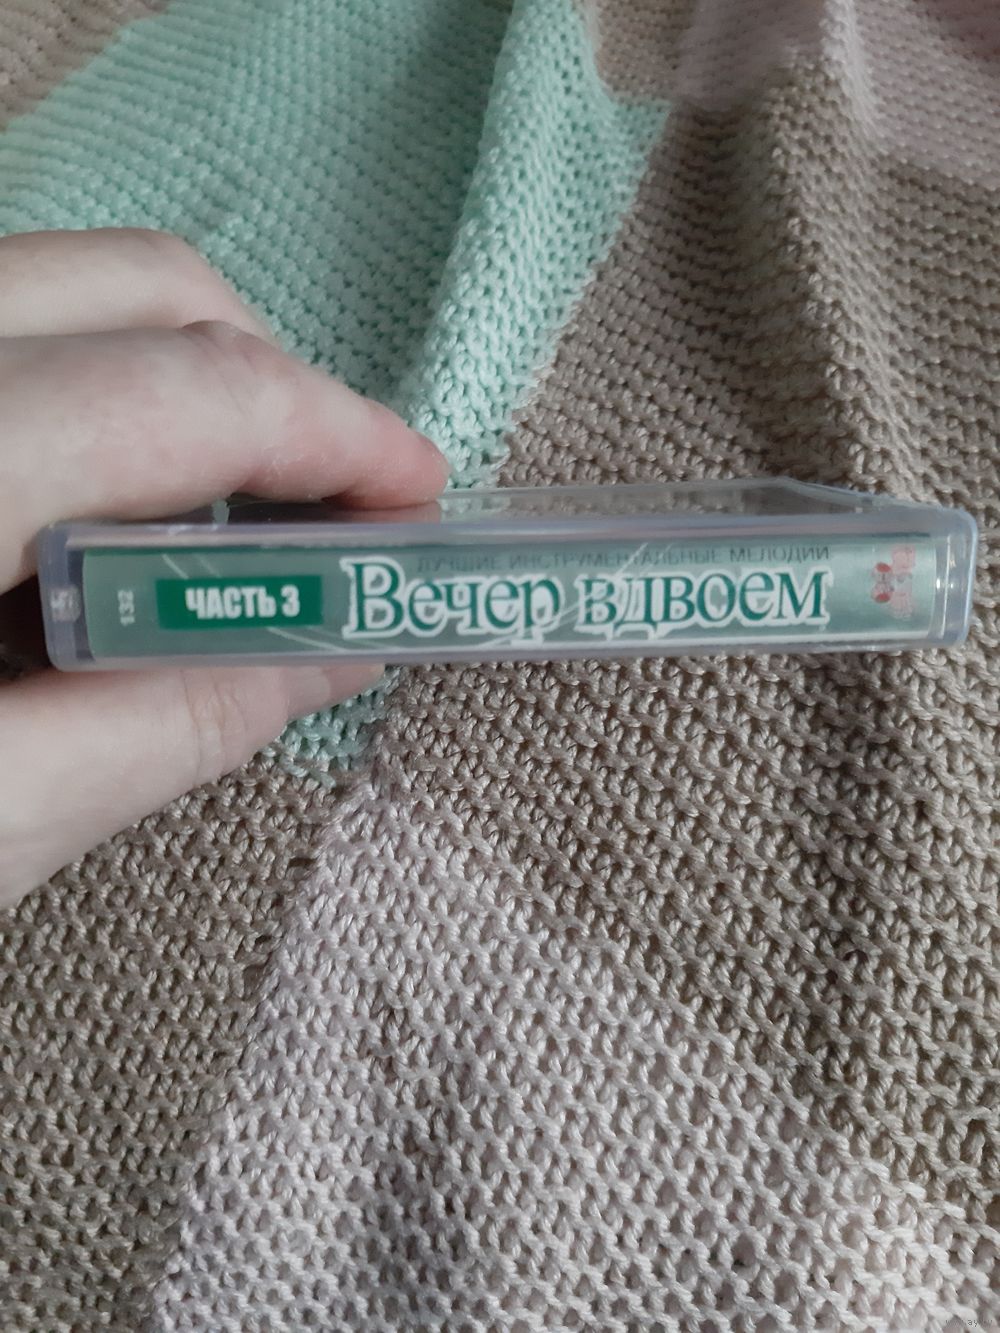 ЛУЧШИЕ ИНСТРУМЕНТАЛЬНЫЕ МЕЛОДИИ
132 ЧАСТЬ 3 Вечер вдвоем